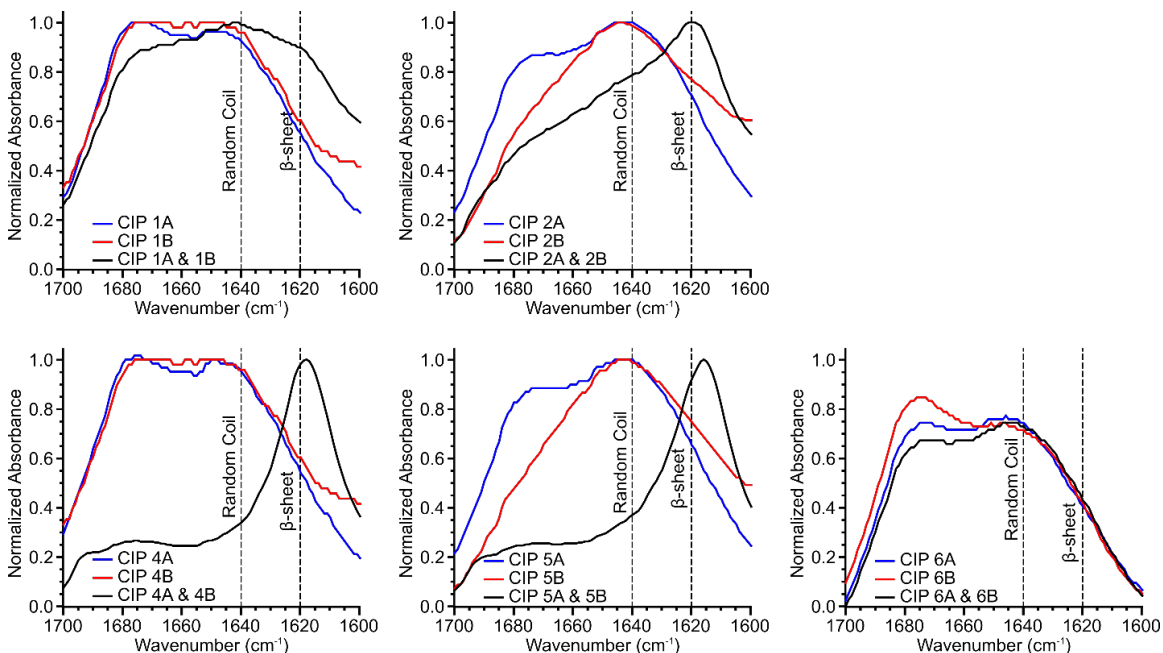 Normalized Absorbance
1.0
0.8
0.6
0.4
0.2
0.0
Random Coil
β-sheet
CIP 1A
CIP 1B
CIP 1A & 1B
1700 1680 1660 1640 1620 1600
Wavenumber (cm⁻¹)
Normalized Absorbance
1.0
0.8
0.6
0.4
0.2
0.0
Random Coil
β-sheet
CIP 2A
CIP 2B
CIP 2A & 2B
1700 1680 1660 1640 1620 1600
Wavenumber (cm⁻¹)
Normalized Absorbance
1.0
0.8
0.6
0.4
0.2
0.0
Random Coil
β-sheet
CIP 4A
CIP 4B
CIP 4A & 4B
1700 1680 1660 1640 1620 1600
Wavenumber (cm⁻¹)
Normalized Absorbance
1.0
0.8
0.6
0.4
0.2
0.0
Random Coil
β-sheet
CIP 5A
CIP 5B
CIP 5A & 5B
1700 1680 1660 1640 1620 1600
Wavenumber (cm⁻¹)
Normalized Absorbance
1.0
0.8
0.6
0.4
0.2
0.0
Random Coil
β-sheet
CIP 6A
CIP 6B
CIP 6A & 6B
1700 1680 1660 1640 1620 1600
Wavenumber (cm⁻¹)